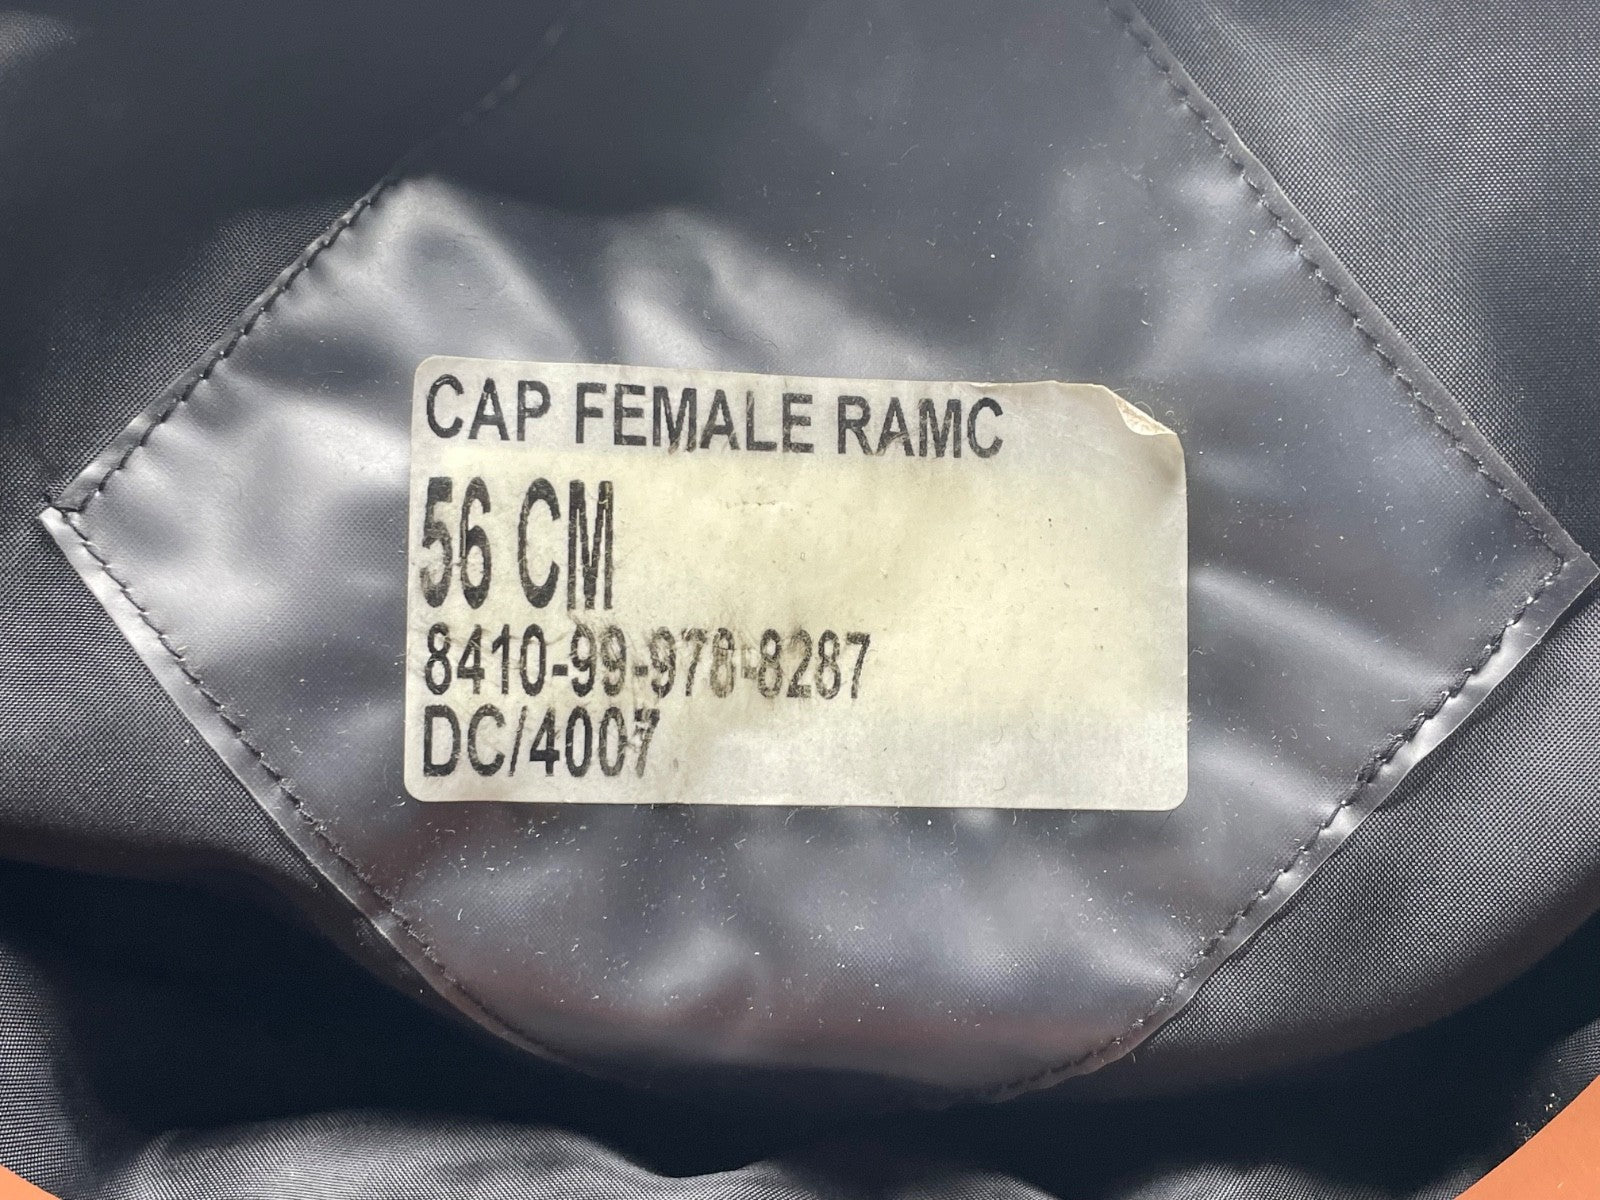 CAP FEMALE RAMC
56 CM
8410-99-978-8287
DC/4007